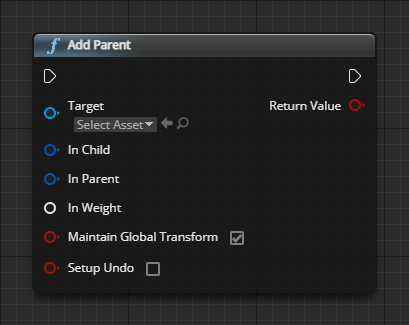 Add Parent
Target
Select Asset
Return Value
In Child
In Parent
In Weight
Maintain Global Transform
Setup Undo